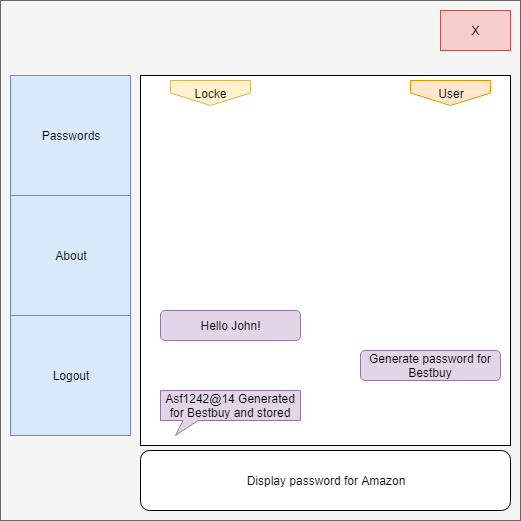 X
Locke
User
Passwords
About
Logout
Hello John!
Generate password for
Bestbuy
Asf1242@14 Generated
for Bestbuy and stored
Display password for Amazon